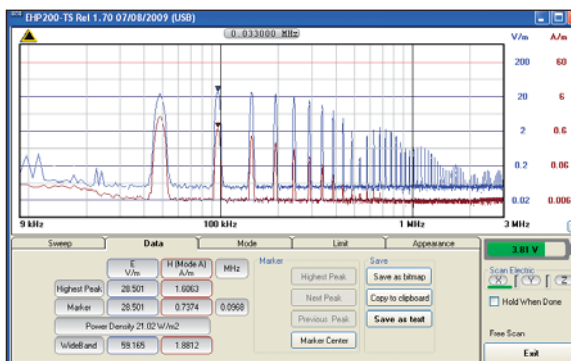 EHP200-TS Rel 1.70 07/08/2009 (USB)
0.033000 MHz
V/m A/m
200 60
20 6
2 0.6
0.2 0.06
0.02 0.006
9 kHz 100 kHz 1 MHz 3 MHz
Sweep Data Mode Limit Appearance
3.81 V
E V/m H (Mode A) A/m MHz
Highest Peak 28.501 1.6063
Marker 28.501 0.7374 0.0968
Power Density 21.02 W/m2
WideBand 59.165 1.8812
Marker
Highest Peak
Next Peak
Previous Peak
Marker Center
Save
Save as bitmap
Copy to clipboard
Save as text
Scan Electric
X Y Z
Hold When Done
Free Scan
Exit